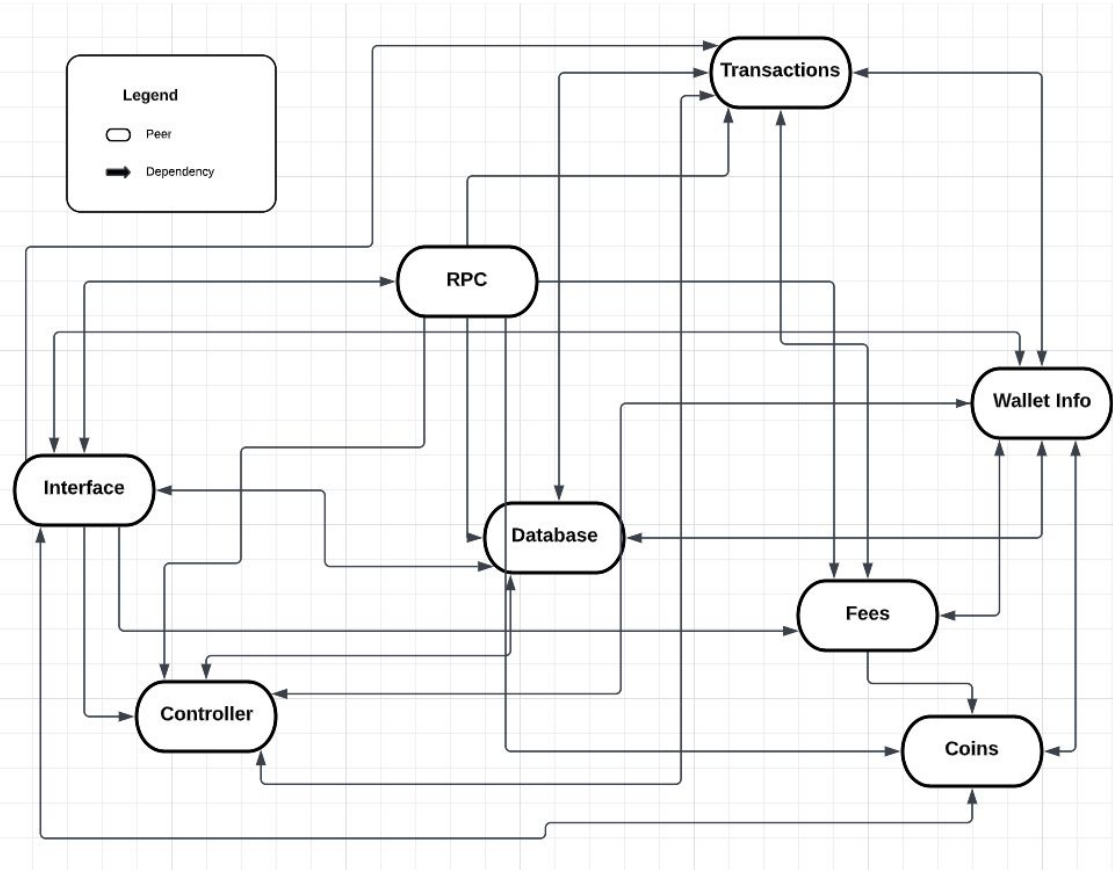 Transactions
Legend
Peer
Dependency
RPC
Wallet Info
Interface
Database
Fees
Controller
Coins